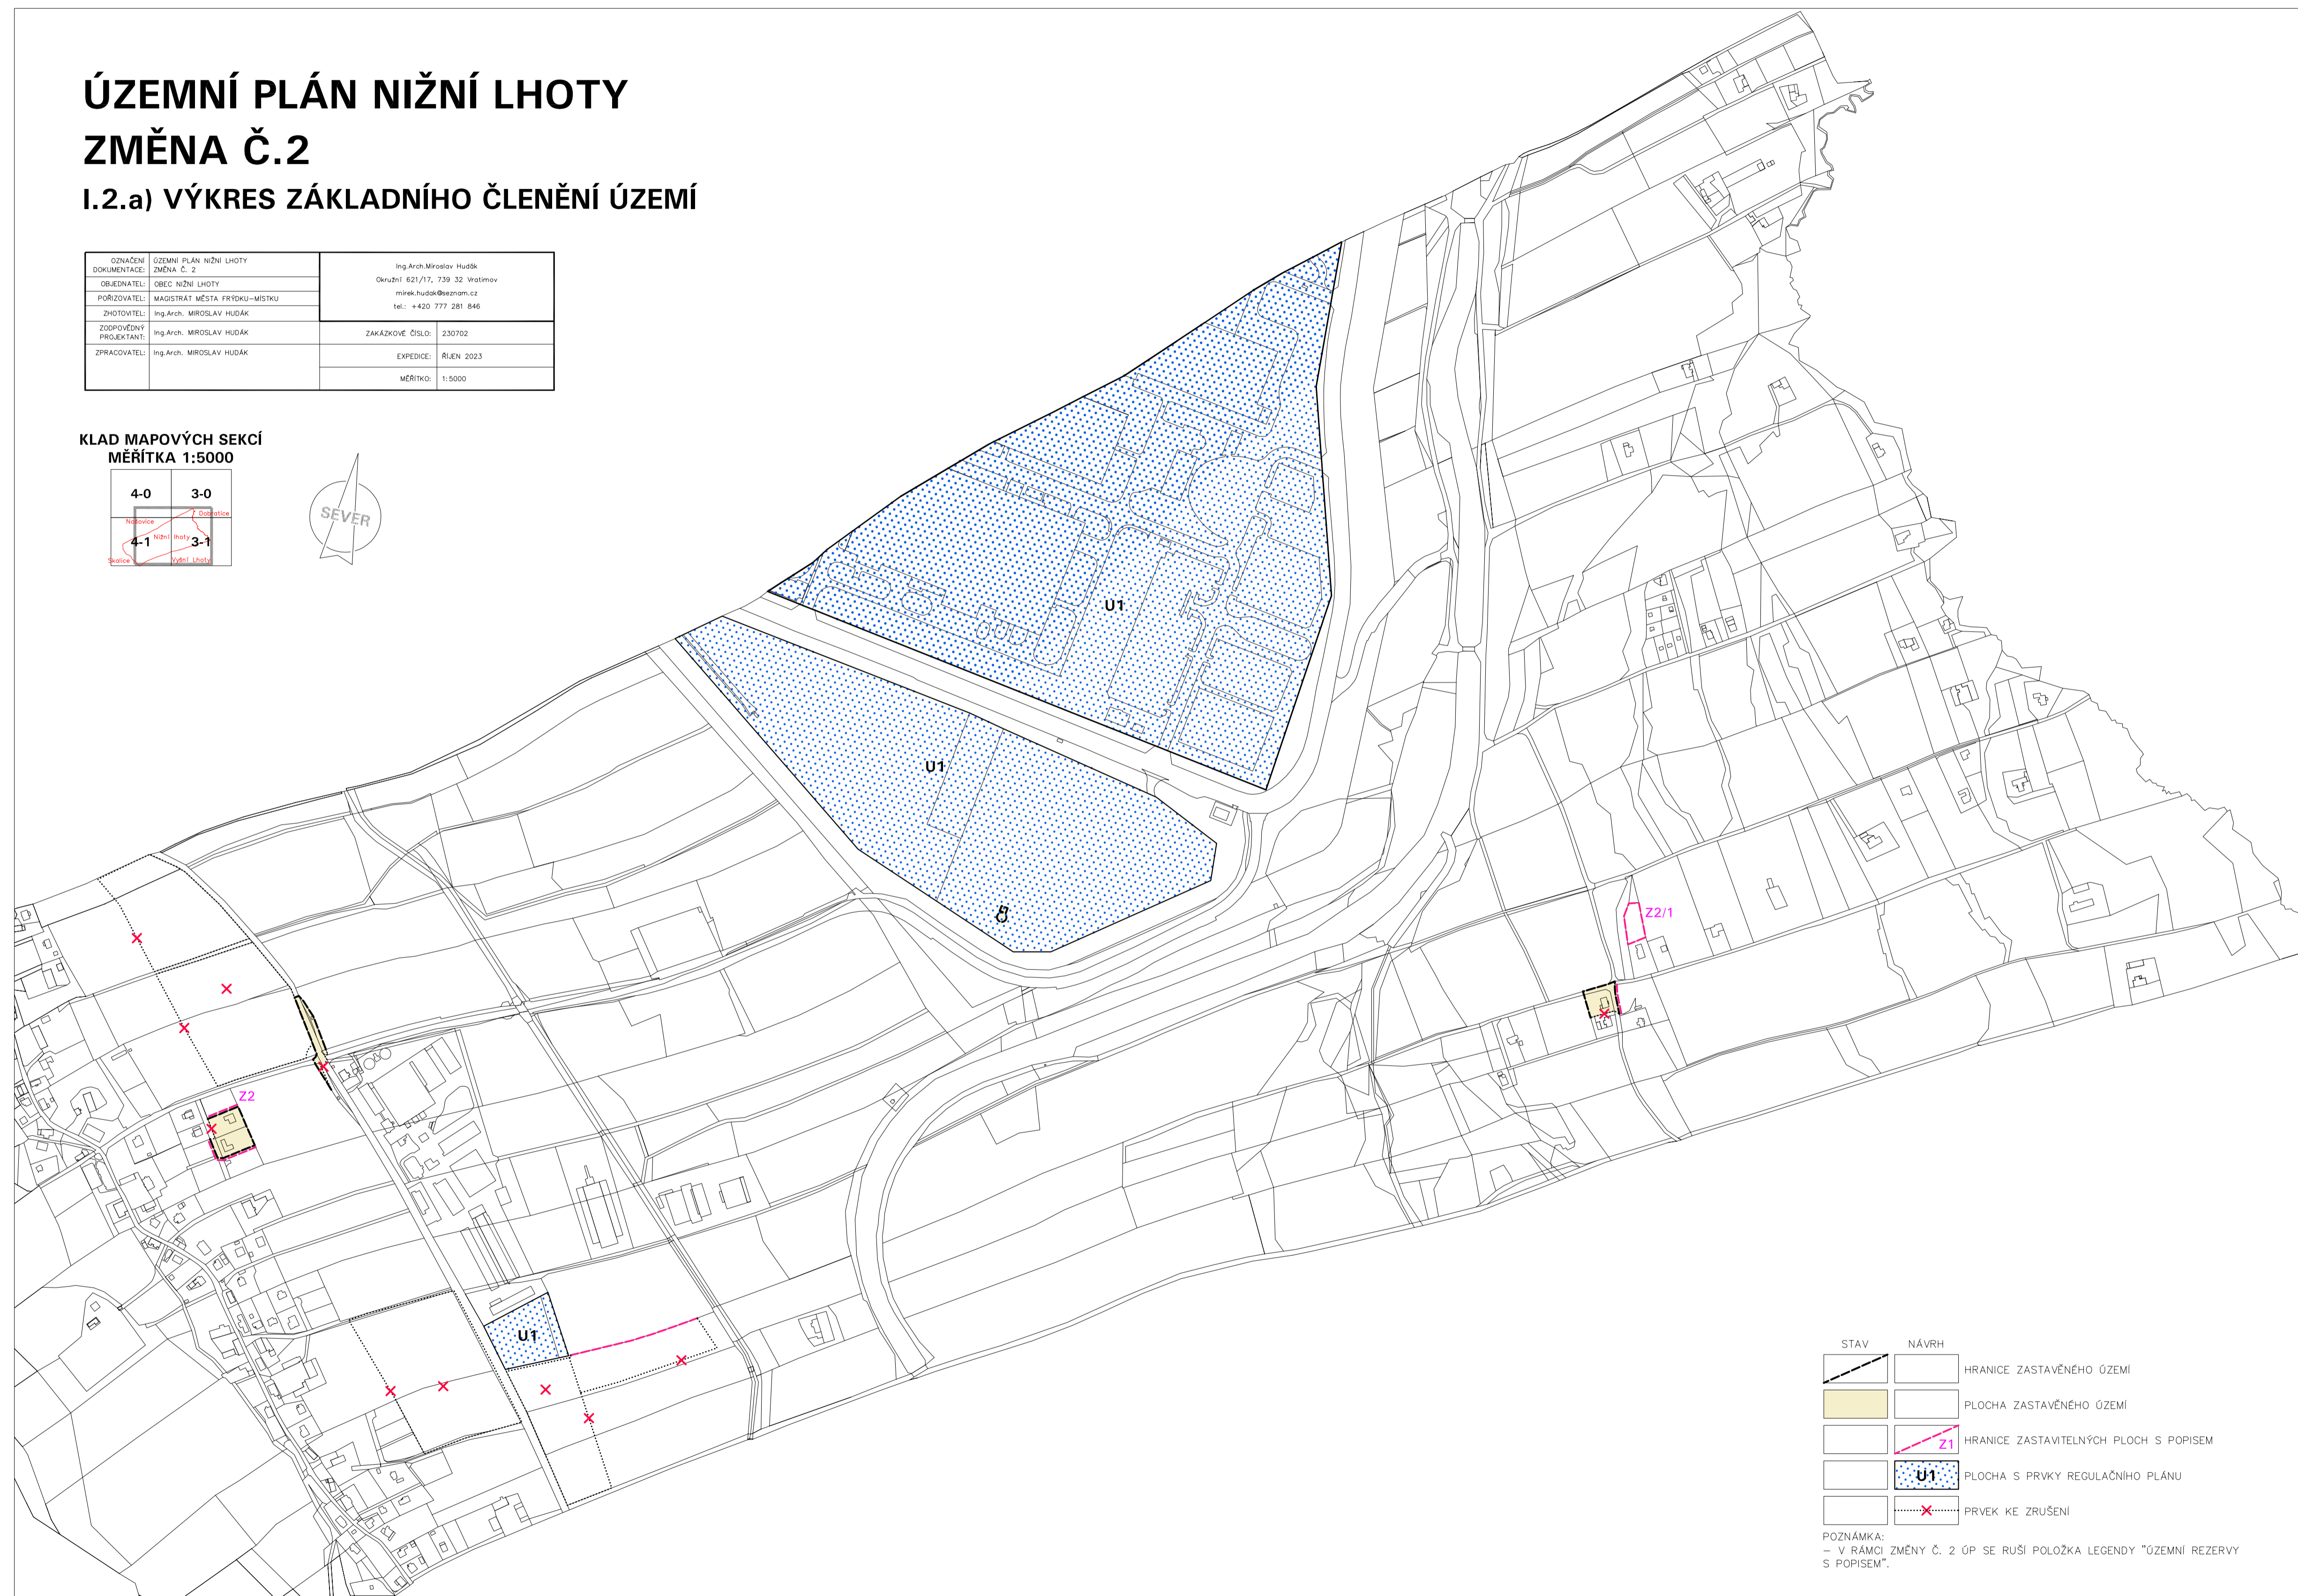 ÚZEMNÍ PLÁN NIŽNÍ LHOTY
ZMĚNA Č.2
I.2.a) VÝKRES ZÁKLADNÍHO ČLENĚNÍ ÚZEMÍ
OZNAČENÍ DOKUMENTACE:
ÚZEMNÍ PLÁN NIŽNÍ LHOTY
ZMĚNA Č. 2
OBJEDNATEL: OBEC NIŽNÍ LHOTY
POŘIZOVATEL: MAGISTRÁT MĚSTA FRÝDKU-MÍSTKU
ZHOTOVITEL: Ing.Arch. MIROSLAV HUDÁK
ZODPOVĚDNÝ PROJEKTANT: Ing.Arch. MIROSLAV HUDÁK
ZPRACOVATEL: Ing.Arch. MIROSLAV HUDÁK
Ing.Arch.Miroslav Hudák
Okružní 621/17, 739 32 Vratimov
mirek.hudak@seznam.cz
tel.: +420 777 281 846
ZAKÁZKOVÉ ČÍSLO: 230702
EXPEDICE: ŘÍJEN 2023
MĚŘÍTKO: 1:5000
KLAD MAPOVÝCH SEKCÍ
MĚŘÍTKA 1:5000
4-0 3-0
Dobratice
Nošovice
Nižní lhoty
4-1 3-1
Skalice Vyšní Lhoty
SEVER
U1
U1
Z2/1
Z2
U1
STAV NÁVRH
HRANICE ZASTAVĚNÉHO ÚZEMÍ
PLOCHA ZASTAVĚNÉHO ÚZEMÍ
Z1 HRANICE ZASTAVITELNÝCH PLOCH S POPISEM
U1 PLOCHA S PRVKY REGULAČNÍHO PLÁNU
PRVEK KE ZRUŠENÍ
POZNÁMKA:
– V RÁMCI ZMĚNY Č. 2 ÚP SE RUŠÍ POLOŽKA LEGENDY "ÚZEMNÍ REZERVY
S POPISEM".